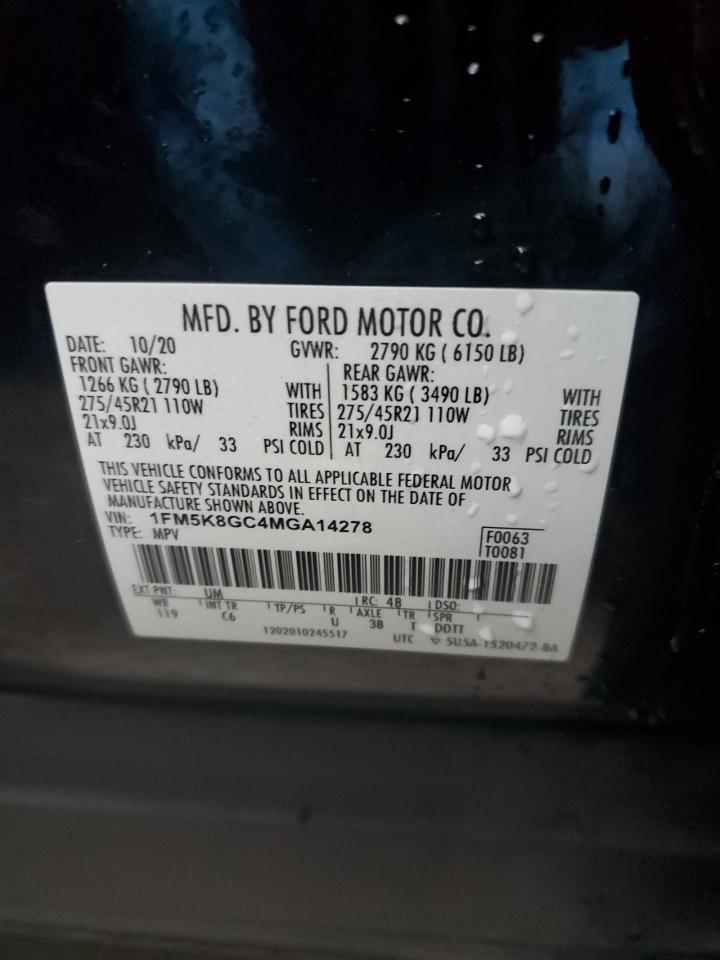 MFD. BY FORD MOTOR CO.
DATE: 10/20 GVWR: 2790 KG ( 6150 LB)
FRONT GAWR: REAR GAWR:
1266 KG ( 2790 LB) WITH 1583 KG ( 3490 LB) WITH
275/45R21 110W TIRES 275/45R21 110W TIRES
21x9.0J RIMS 21x9.0J RIMS
AT 230 kPa/ 33 PSI COLD AT 230 kPa/ 33 PSI COLD
THIS VEHICLE CONFORMS TO ALL APPLICABLE FEDERAL MOTOR
VEHICLE SAFETY STANDARDS IN EFFECT ON THE DATE OF
MANUFACTURE SHOWN ABOVE.
VIN: 1FM5K8GC4MGA14278
TYPE: MPV F0063
T0081
EXT PNT: UM RC: 48 DSO:
WB INT TR TP/PS R AXLE TR SPR
119 C6 U 3B T DDTT
1202010245517 UTC